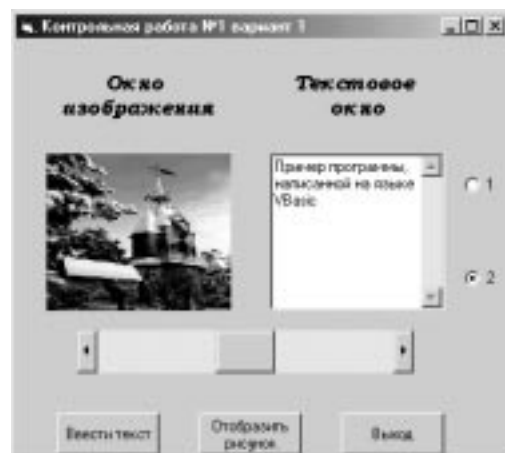 Контрольная работа №1 вариант 1
Окно
изображения
Текстовое
окно
Пример программы,
написанной на языке
VBasic
1
2
Ввести текст
Отобразить
рисунок
Выход